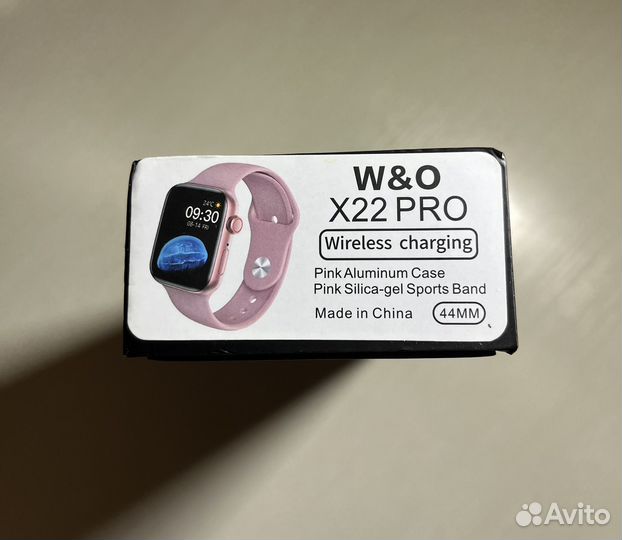 W&O
X22 PRO
Wireless charging
Pink Aluminum Case
Pink Silica-gel Sports Band
Made in China 44MM
24°C
09:30
08-14 FRI
Avito